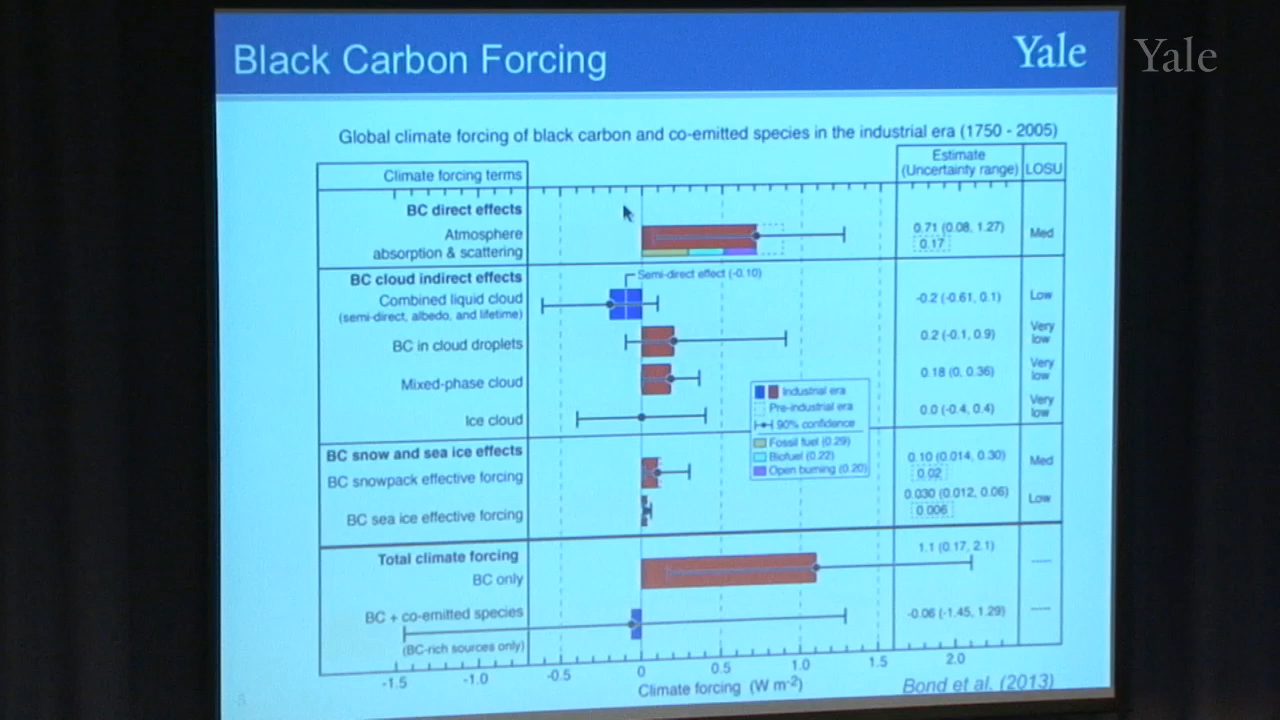 Black Carbon Forcing
Yale
Yale
Global climate forcing of black carbon and co-emitted species in the industrial era (1750 - 2005)
Climate forcing terms
Estimate
(Uncertainty range)
LOSU
BC direct effects
Atmosphere
absorption & scattering
0.71 (0.08, 1.27)
0.17
Med
BC cloud indirect effects
Semi-direct effect (-0.10)
Combined liquid cloud
(semi-direct, albedo, and lifetime)
-0.2 (-0.61, 0.1)
Low
BC in cloud droplets
0.2 (-0.1, 0.9)
Very
low
Mixed-phase cloud
0.18 (0, 0.36)
Very
low
Ice cloud
0.0 (-0.4, 0.4)
Very
low
Industrial era
Pre-industrial era
90% confidence
Fossil fuel (0.29)
Biofuel (0.22)
Open burning (0.20)
BC snow and sea ice effects
BC snowpack effective forcing
0.10 (0.014, 0.30)
0.02
Med
BC sea ice effective forcing
0.030 (0.012, 0.06)
0.006
Low
Total climate forcing
BC only
1.1 (0.17, 2.1)
----
BC + co-emitted species
(BC-rich sources only)
-0.06 (-1.45, 1.29)
----
-1.5 -1.0 -0.5 0 0.5 1.0 1.5 2.0
Climate forcing (W m-2)
Bond et al. (2013)